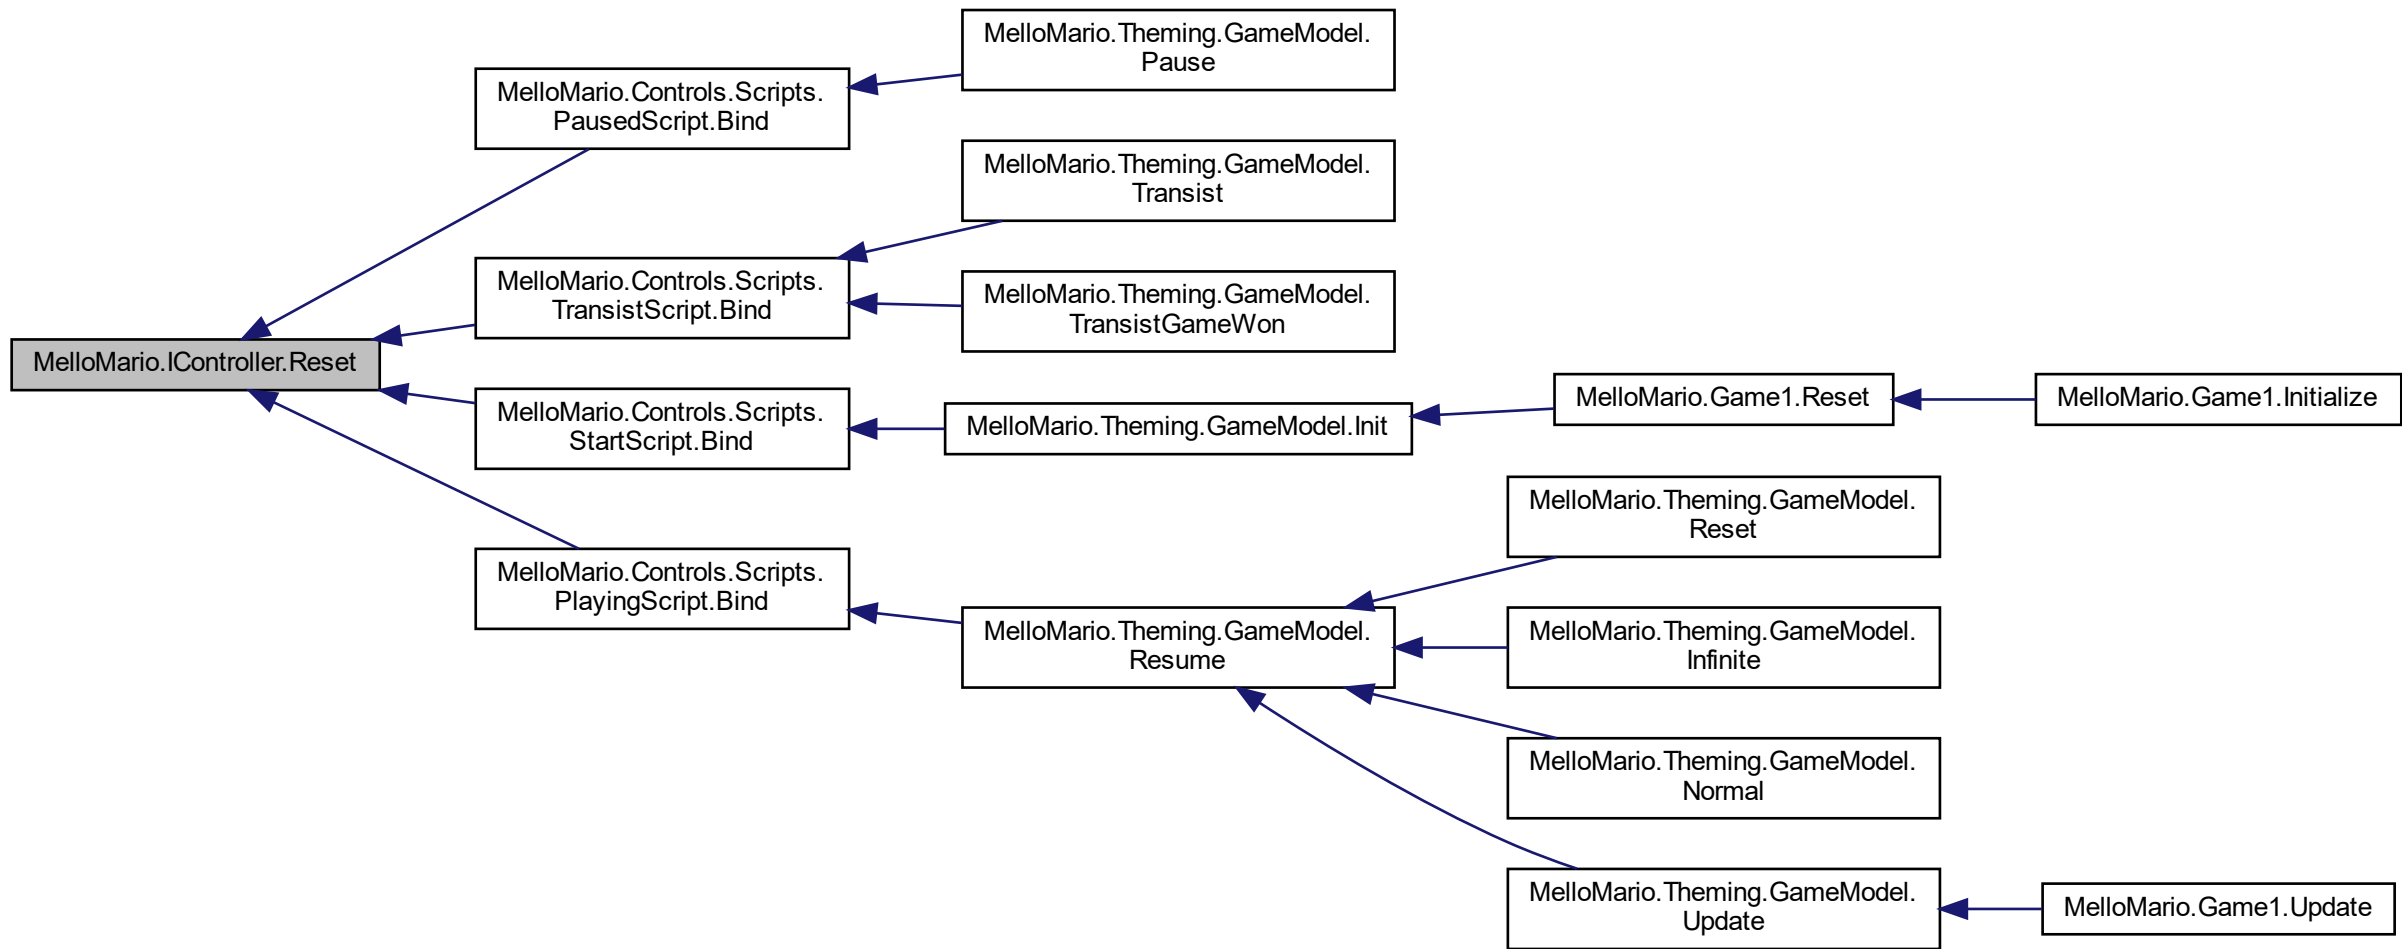 MelloMario.Theming.GameModel.
Pause
MelloMario.Controls.Scripts.
PausedScript.Bind
MelloMario.Theming.GameModel.
Transist
MelloMario.Controls.Scripts.
TransistScript.Bind
MelloMario.Theming.GameModel.
TransistGameWon
MelloMario.IController.Reset
MelloMario.Controls.Scripts.
StartScript.Bind
MelloMario.Theming.GameModel.Init
MelloMario.Game1.Reset
MelloMario.Game1.Initialize
MelloMario.Theming.GameModel.
Reset
MelloMario.Controls.Scripts.
PlayingScript.Bind
MelloMario.Theming.GameModel.
Resume
MelloMario.Theming.GameModel.
Infinite
MelloMario.Theming.GameModel.
Normal
MelloMario.Theming.GameModel.
Update
MelloMario.Game1.Update